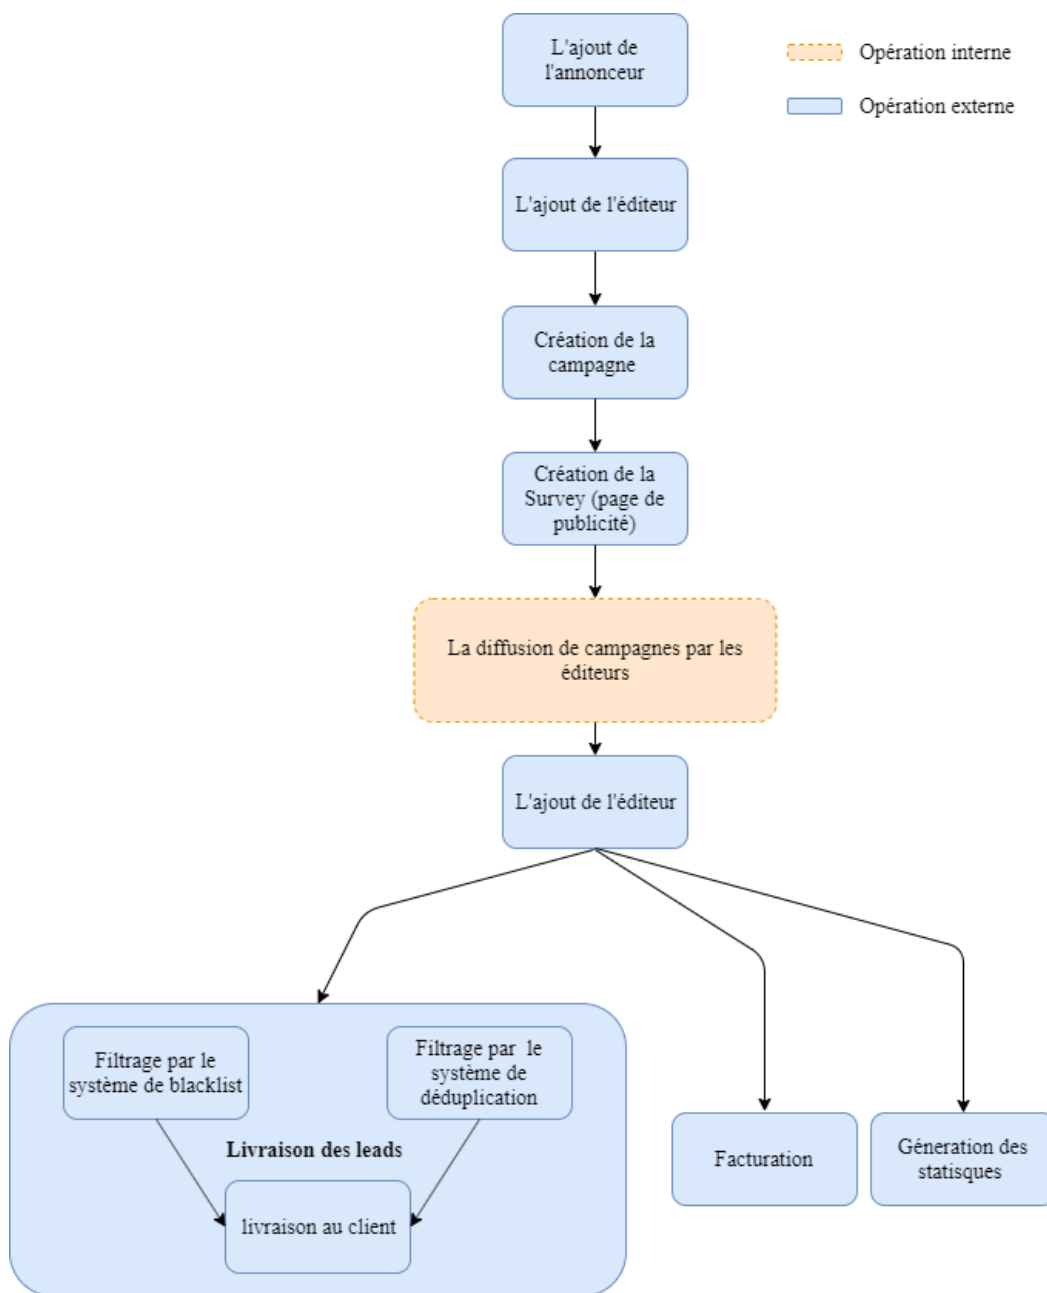 L'ajout de
l'annonceur
Opération interne
Opération externe
L'ajout de l'éditeur
Création de la
campagne
Création de la
Survey (page de
publicité)
La diffusion de campagnes par les
éditeurs
L'ajout de l'éditeur
Filtrage par le
système de blacklist
Filtrage par le
système de
déduplication
Livraison des leads
livraison au client
Facturation
Géneration des
statisques